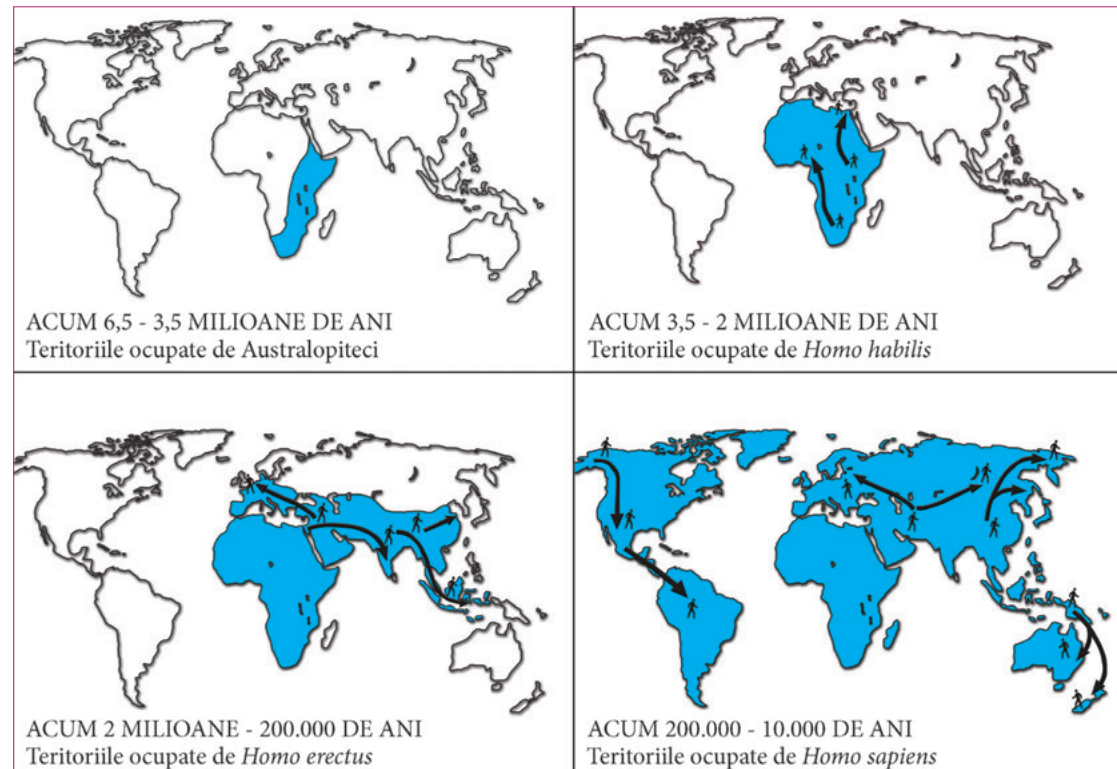 ACUM 6,5 - 3,5 MILIOANE DE ANI
Teritoriile ocupate de Australopiteci
ACUM 3,5 - 2 MILIOANE DE ANI
Teritoriile ocupate de Homo habilis
ACUM 2 MILIOANE - 200.000 DE ANI
Teritoriile ocupate de Homo erectus
ACUM 200.000 - 10.000 DE ANI
Teritoriile ocupate de Homo sapiens